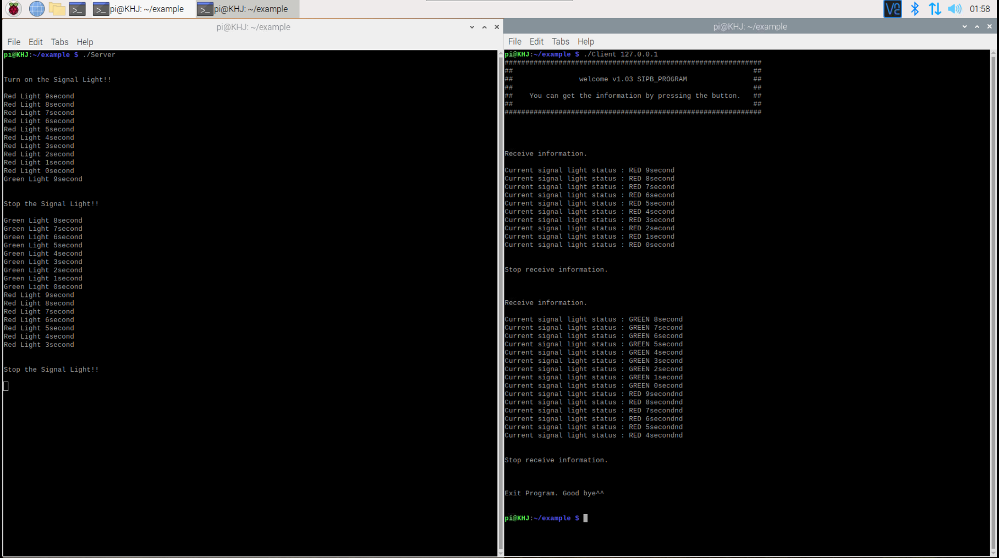 pi@KHJ: ~/example
pi@KHJ: ~/example
01:58
pi@KHJ: ~/example
File Edit Tabs Help
pi@KHJ:~/example $ ./Server
Turn on the Signal Light!!
Red Light 9second
Red Light 8second
Red Light 7second
Red Light 6second
Red Light 5second
Red Light 4second
Red Light 3second
Red Light 2second
Red Light 1second
Red Light 0second
Green Light 9second
Stop the Signal Light!!
Green Light 8second
Green Light 7second
Green Light 6second
Green Light 5second
Green Light 4second
Green Light 3second
Green Light 2second
Green Light 1second
Green Light 0second
Red Light 9second
Red Light 8second
Red Light 7second
Red Light 6second
Red Light 5second
Red Light 4second
Red Light 3second
Stop the Signal Light!!
pi@KHJ: ~/example
File Edit Tabs Help
pi@KHJ:~/example $ ./Client 127.0.0.1
##############################################################
##                                                          ##
##                welcome v1.03 SIPB_PROGRAM                ##
##                                                          ##
##    You can get the information by pressing the button.   ##
##                                                          ##
##############################################################
Receive information.
Current signal light status : RED 9second
Current signal light status : RED 8second
Current signal light status : RED 7second
Current signal light status : RED 6second
Current signal light status : RED 5second
Current signal light status : RED 4second
Current signal light status : RED 3second
Current signal light status : RED 2second
Current signal light status : RED 1second
Current signal light status : RED 0second
Stop receive information.
Receive information.
Current signal light status : GREEN 8second
Current signal light status : GREEN 7second
Current signal light status : GREEN 6second
Current signal light status : GREEN 5second
Current signal light status : GREEN 4second
Current signal light status : GREEN 3second
Current signal light status : GREEN 2second
Current signal light status : GREEN 1second
Current signal light status : GREEN 0second
Current signal light status : RED 9secondnd
Current signal light status : RED 8secondnd
Current signal light status : RED 7secondnd
Current signal light status : RED 6secondnd
Current signal light status : RED 5secondnd
Current signal light status : RED 4secondnd
Stop receive information.
Exit Program. Good bye^^
pi@KHJ:~/example $